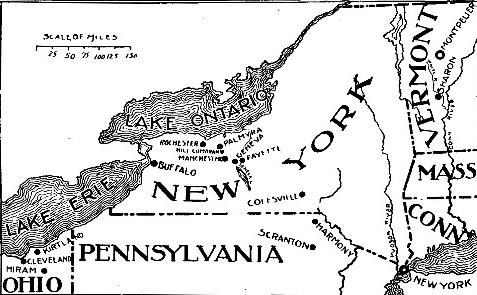 SCALE OF MILES
25 50 75 100 125 150
LAKE ONTARIO
VERMONT
MONTPELIER
SHARON
ROCHESTER
PALMYRA
HILL CUMORAH
MANCHESTER
GENEVA
FAYETTE
BUFFALO
NEW YORK
MASS
LAKE ERIE
COLESVILLE
HUDSON RIVER
CONN
KIRTLAND
CLEVELAND
HIRAM
OHIO
PENNSYLVANIA
SCRANTON
HARMONY
NEW YORK